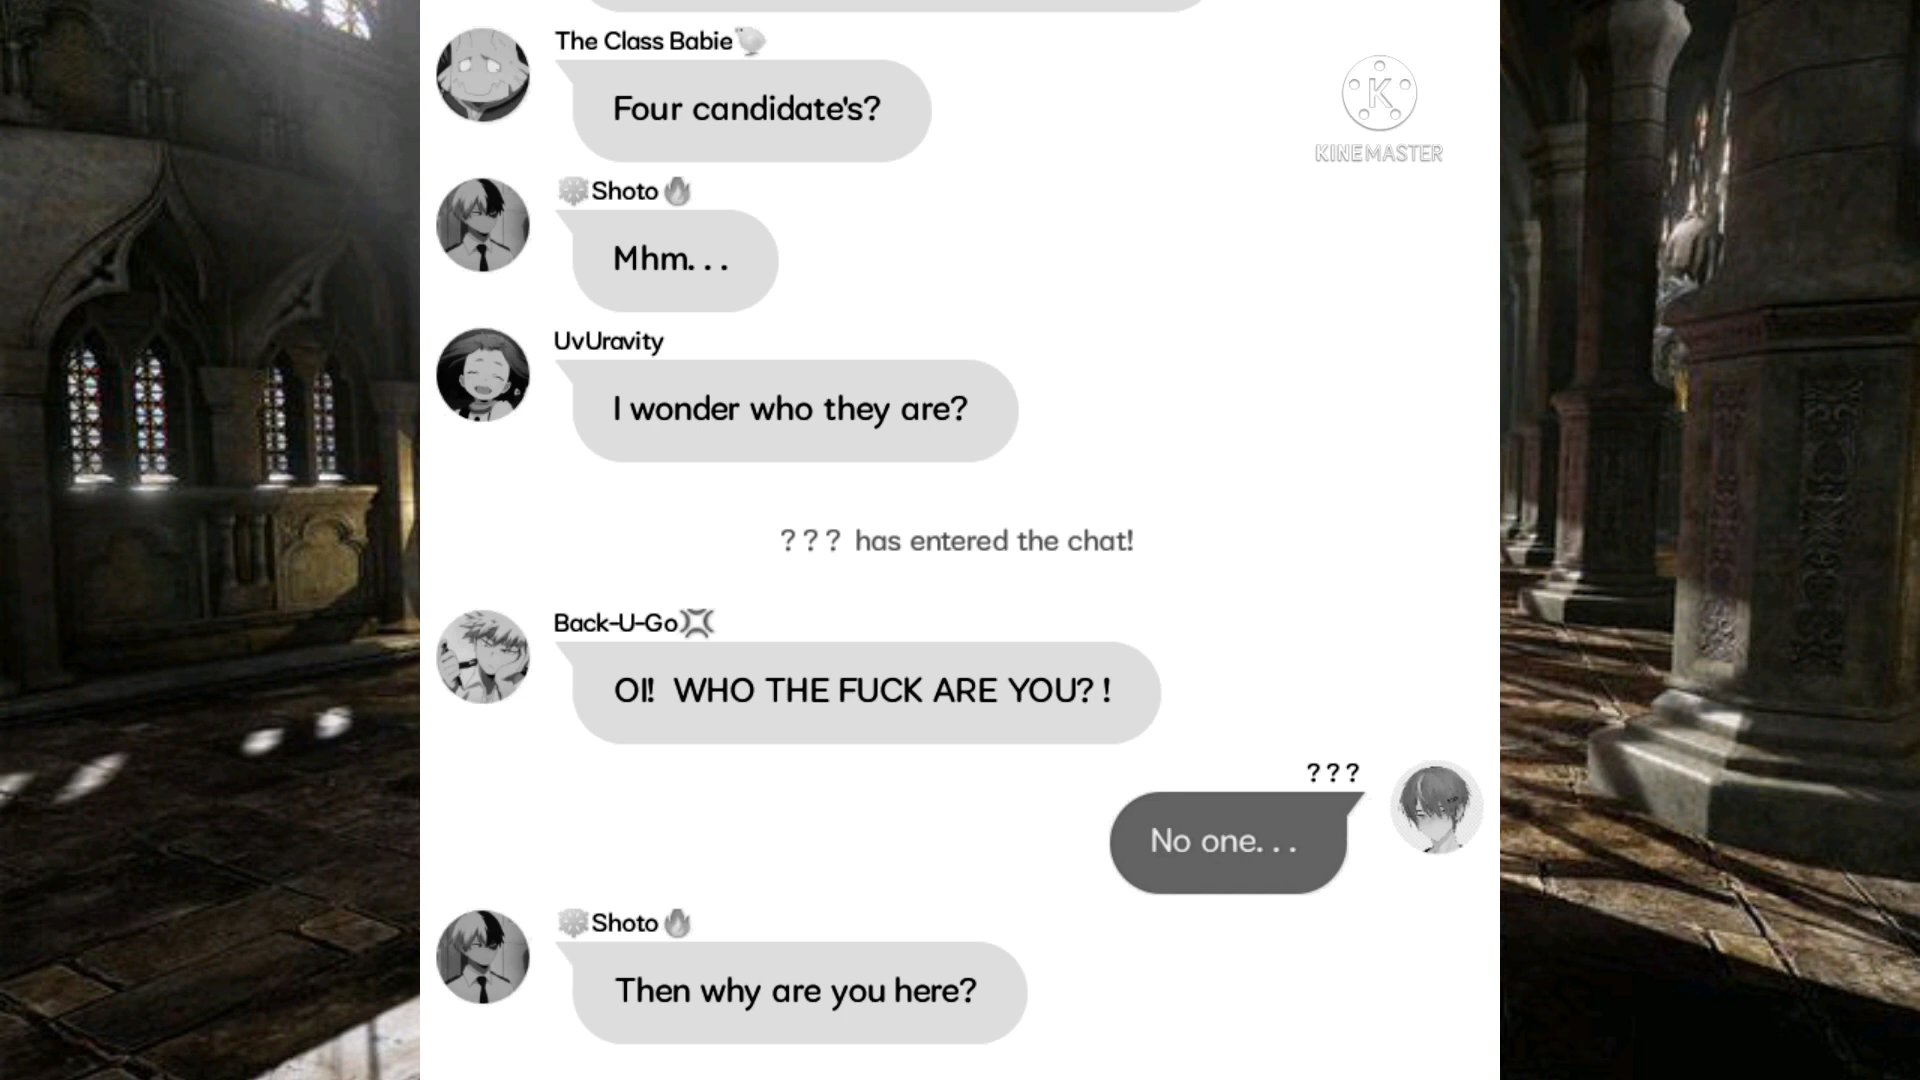 The Class Babie
Four candidate's?
KINEMASTER
Shoto
Mhm. . .
UvUravity
I wonder who they are?
? ? ? has entered the chat!
Back-U-Go
OI! WHO THE FUCK ARE YOU? !
? ? ?
No one. . .
Shoto
Then why are you here?